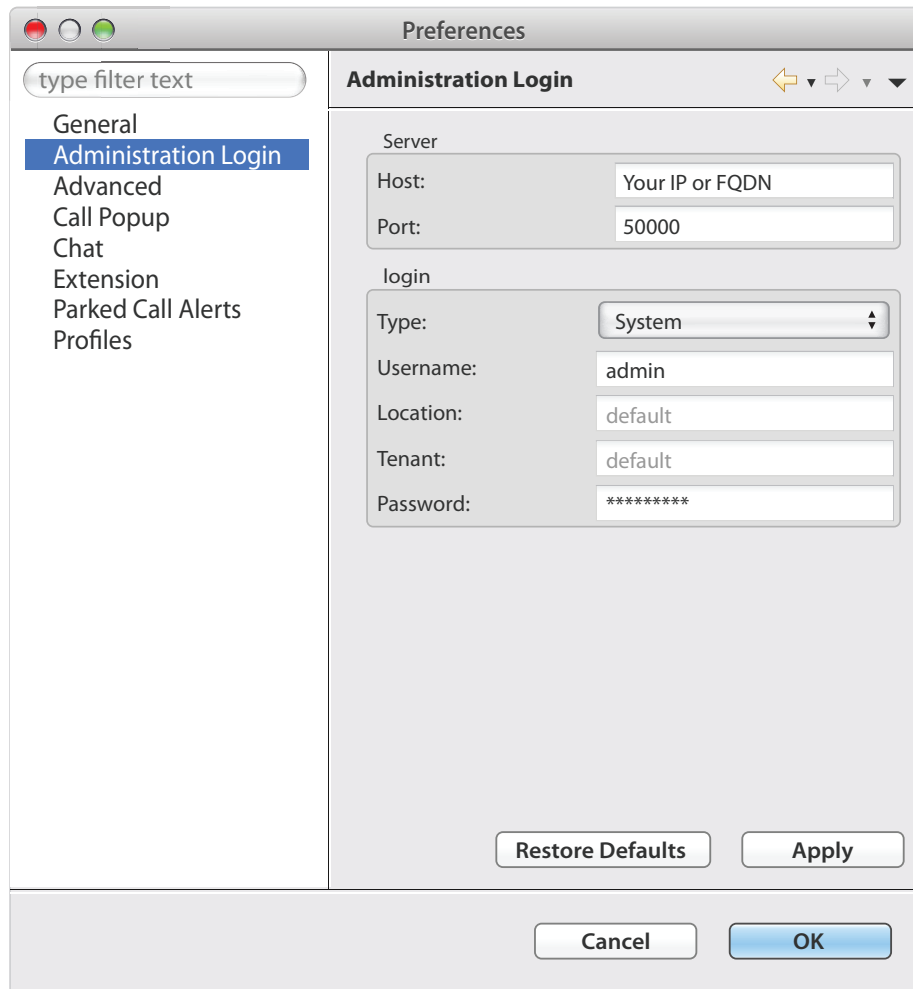 Preferences
type filter text
General
Administration Login
Advanced
Call Popup
Chat
Extension
Parked Call Alerts
Profiles
Administration Login
Server
Host: Your IP or FQDN
Port: 50000
login
Type: System
Username: admin
Location: default
Tenant: default
Password: *********
Restore Defaults Apply
Cancel OK